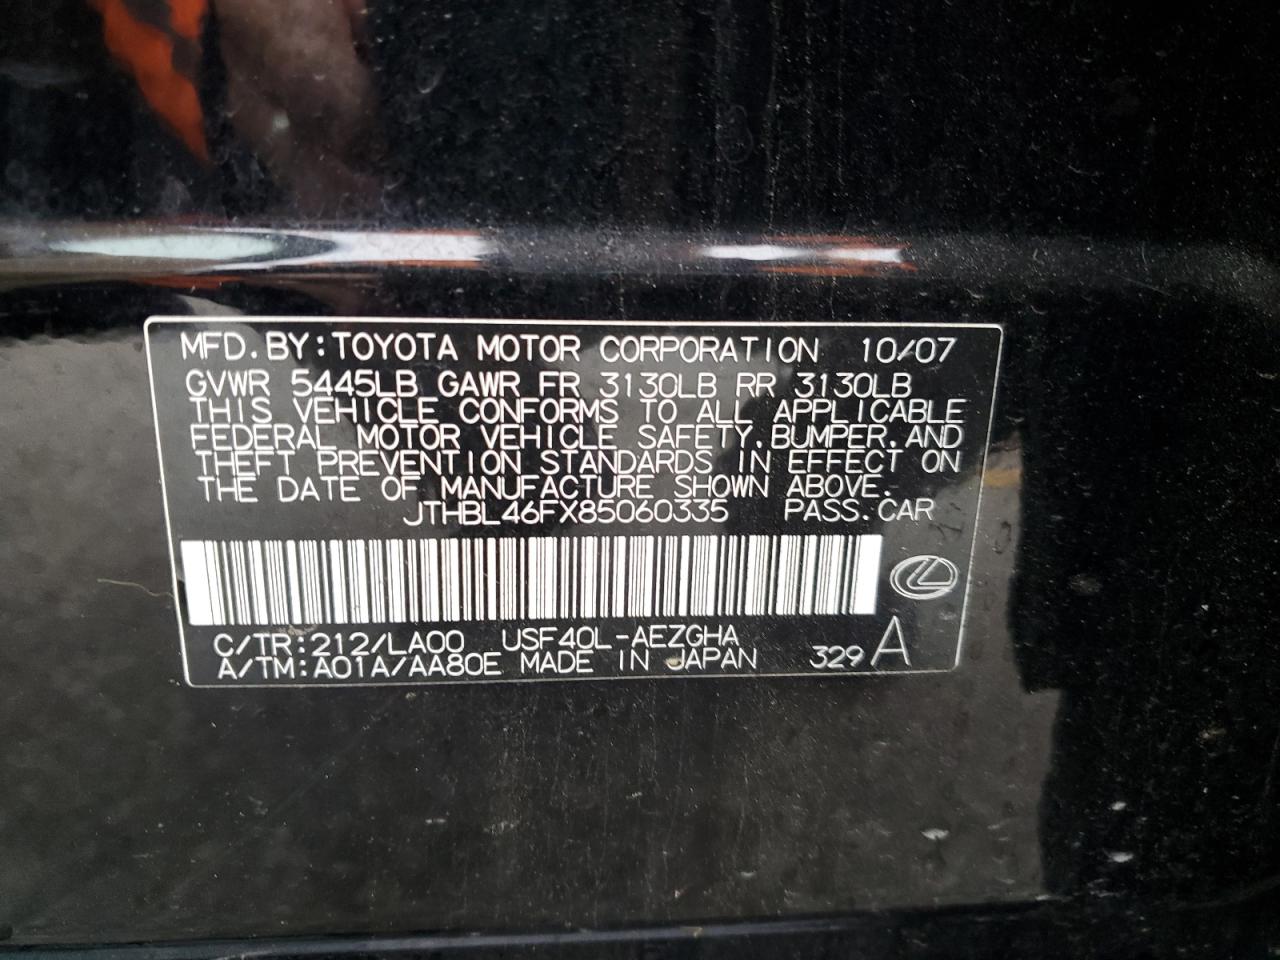 MFD. BY: TOYOTA MOTOR CORPORATION 10/07
GVWR 5445LB GAWR FR 3130LB RR 3130LB
THIS VEHICLE CONFORMS TO ALL APPLICABLE
FEDERAL MOTOR VEHICLE SAFETY, BUMPER, AND
THEFT PREVENTION STANDARDS IN EFFECT ON
THE DATE OF MANUFACTURE SHOWN ABOVE.
JTHBL46FX85060335 PASS. CAR
C/TR: 212/LA00 USF40L-AEZGHA
A/TM: A01A/AA80E MADE IN JAPAN 329 A